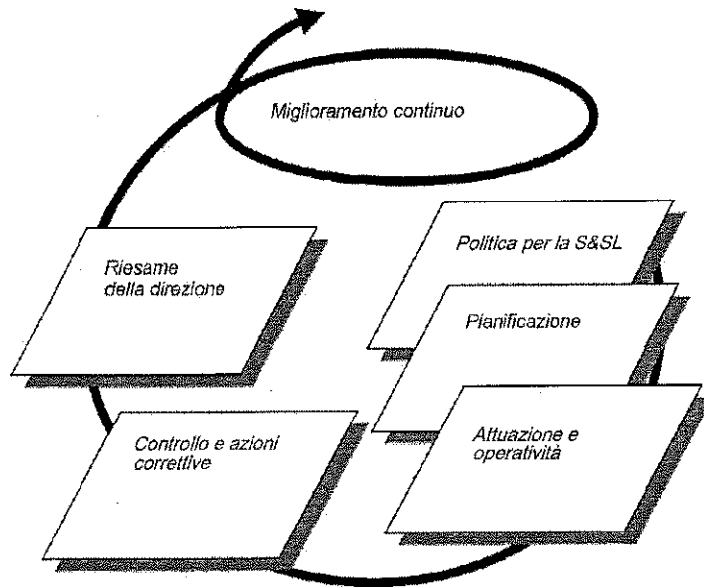 Miglioramento continuo
Politica per la S&SL
Pianificazione
Attuazione e
operatività
Controllo e azioni
correttive
Riesame
della direzione